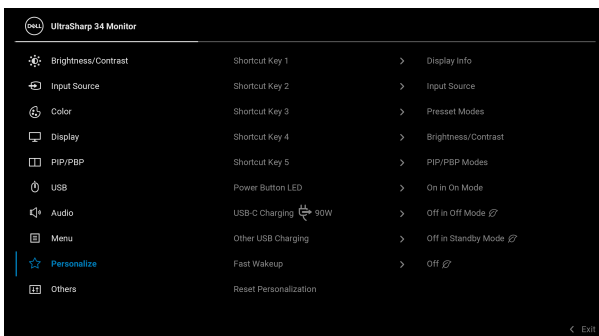 DELL UltraSharp 34 Monitor
Brightness/Contrast Shortcut Key 1 > Display Info
Input Source Shortcut Key 2 > Input Source
Color Shortcut Key 3 > Presset Modes
Display Shortcut Key 4 > Brightness/Contrast
PIP/PBP Shortcut Key 5 > PIP/PBP Modes
USB Power Button LED > On in On Mode
Audio USB-C Charging 90W > Off in Off Mode
Menu Other USB Charging > Off in Standby Mode
Personalize Fast Wakeup > Off
Others Reset Personalization
< Exit